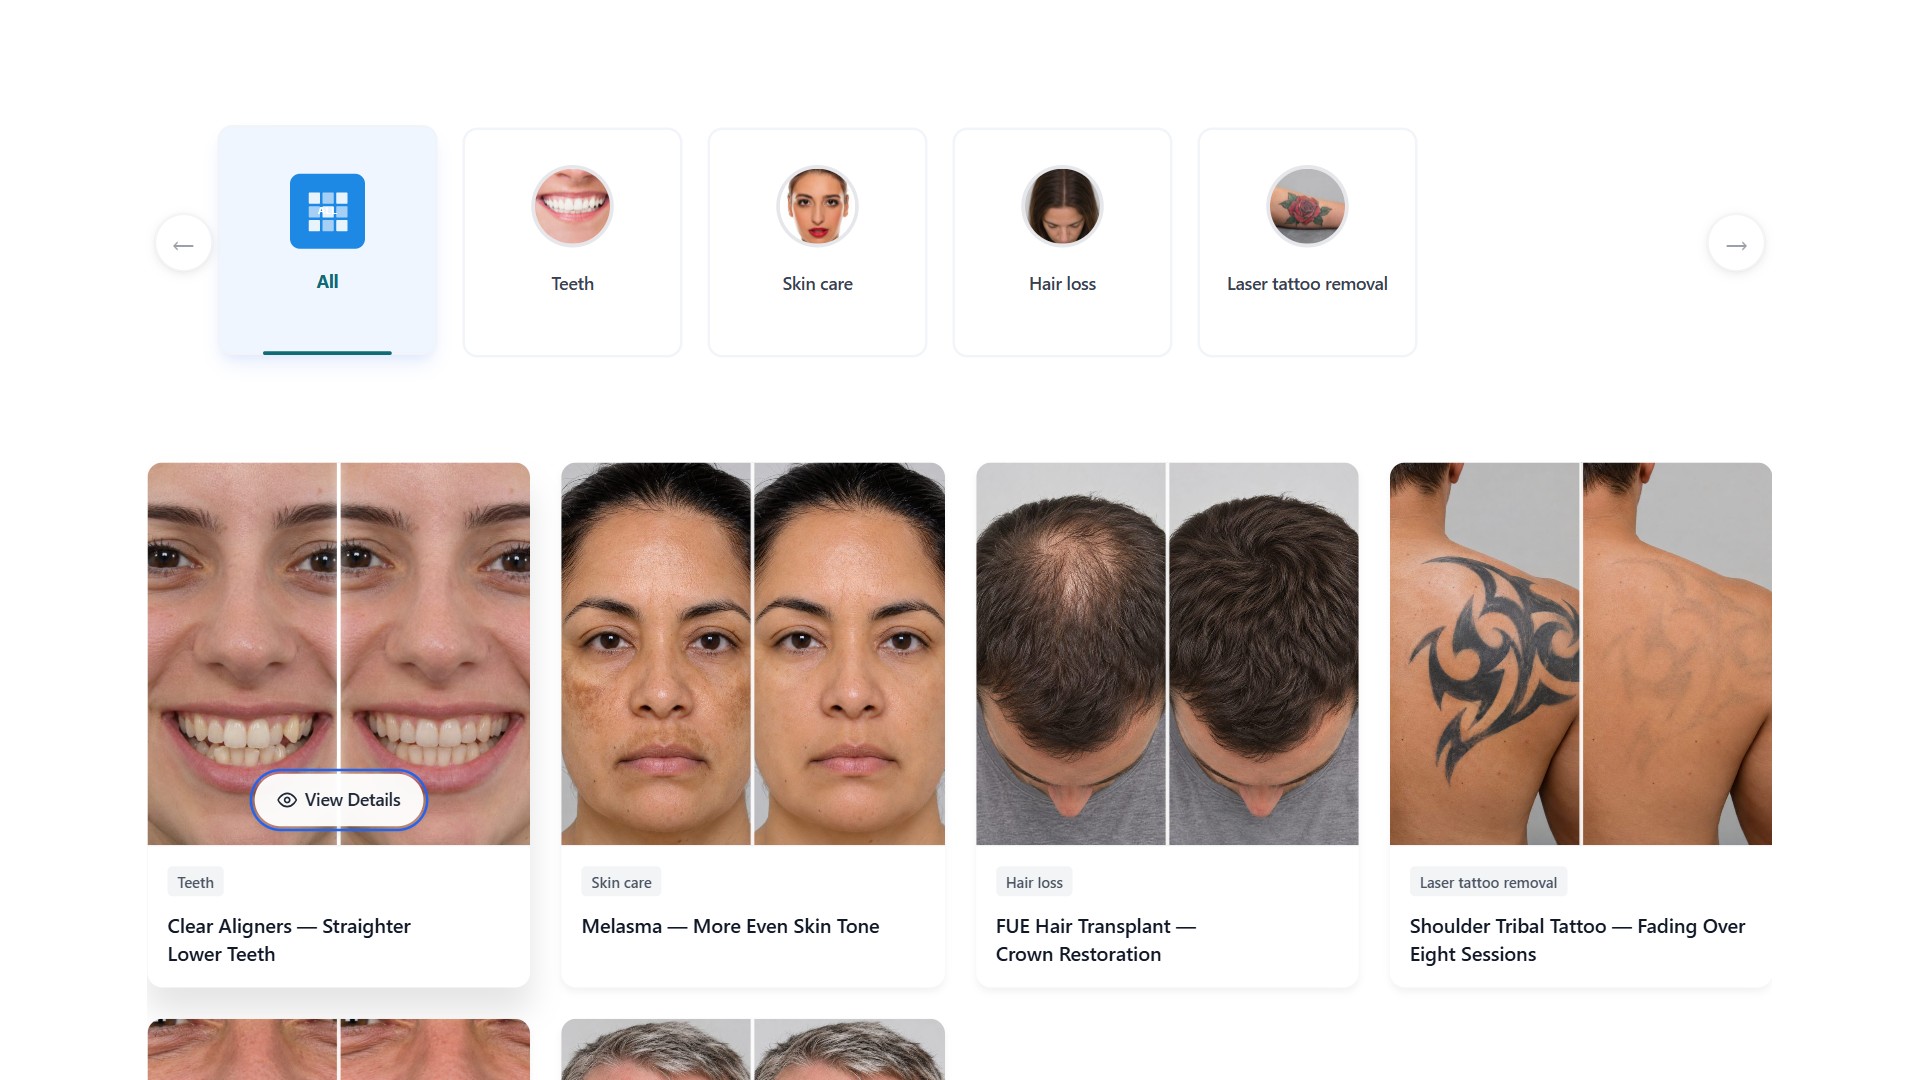 All
Teeth
Skin care
Hair loss
Laser tattoo removal
View Details
Teeth
Clear Aligners — Straighter
Lower Teeth
Skin care
Melasma — More Even Skin Tone
Hair loss
FUE Hair Transplant —
Crown Restoration
Laser tattoo removal
Shoulder Tribal Tattoo — Fading Over
Eight Sessions